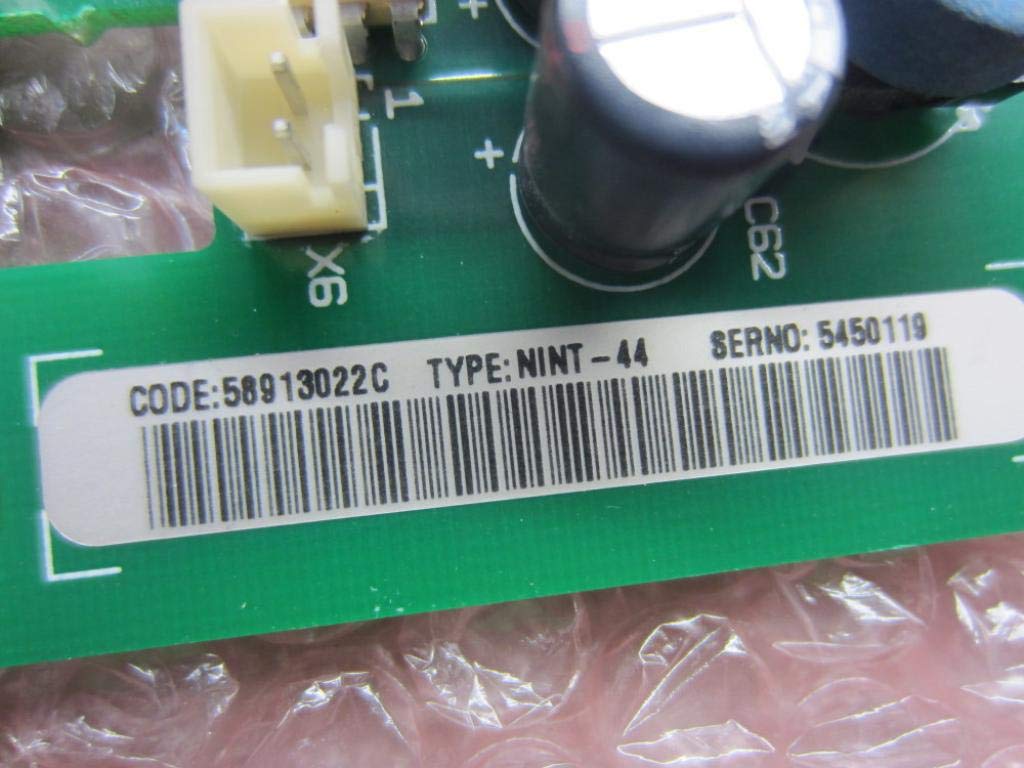 1
X6
C62
CODE:58913022C TYPE:NINT-44 SERNO:5450119